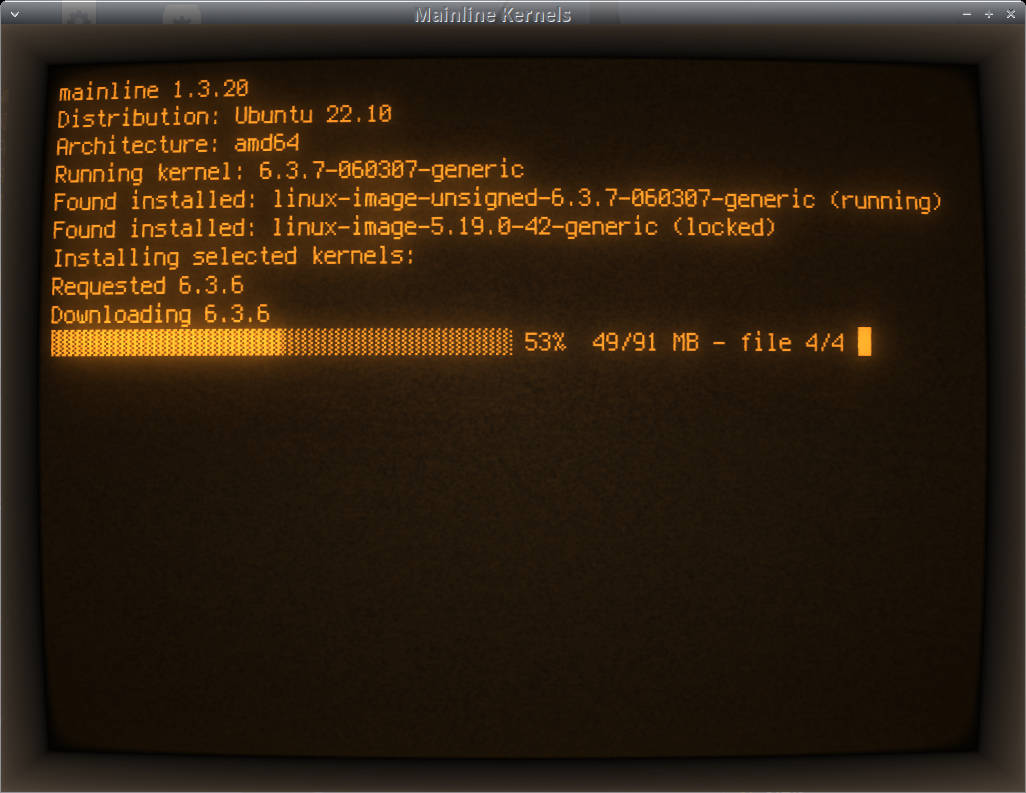 Mainline Kernels
mainline 1.3.20
Distribution: Ubuntu 22.10
Architecture: amd64
Running kernel: 6.3.7-060307-generic
Found installed: linux-image-unsigned-6.3.7-060307-generic (running)
Found installed: linux-image-5.19.0-42-generic (locked)
Installing selected kernels:
Requested 6.3.6
Downloading 6.3.6
53% 49/91 MB - file 4/4